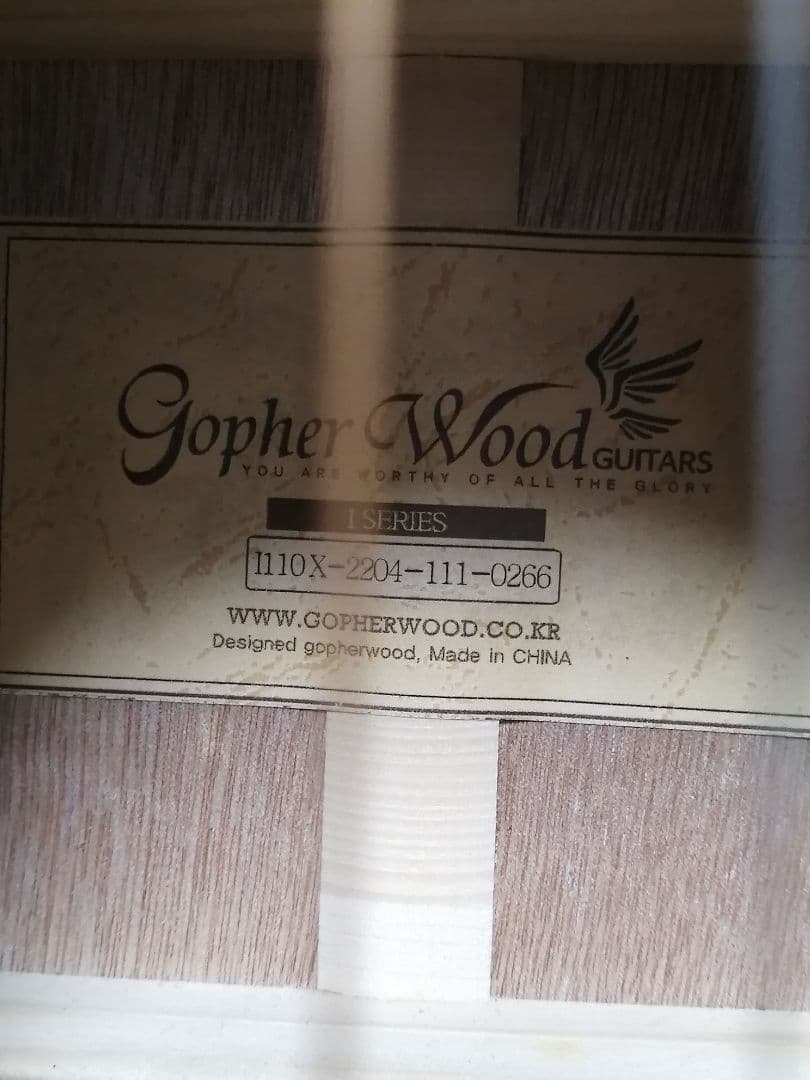 Gopher Wood GUITARS
YOU ARE WORTHY OF ALL THE GLORY
I SERIES
I110X-2204-111-0266
WWW.GOPHERWOOD.CO.KR
Designed gopherwood, Made in CHINA